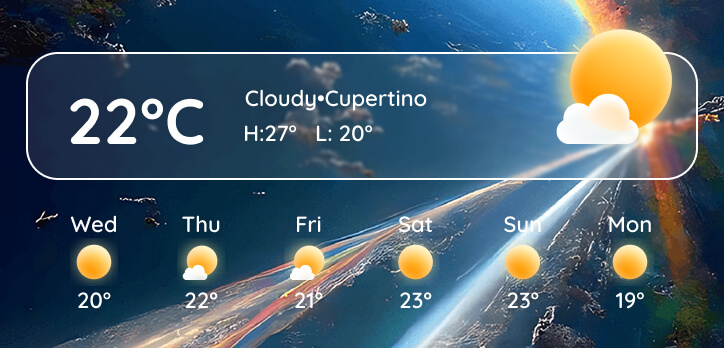 22°C
Cloudy•Cupertino
H:27° L: 20°
Wed Thu Fri Sat Sun Mon
20° 22° 21° 23° 23° 19°